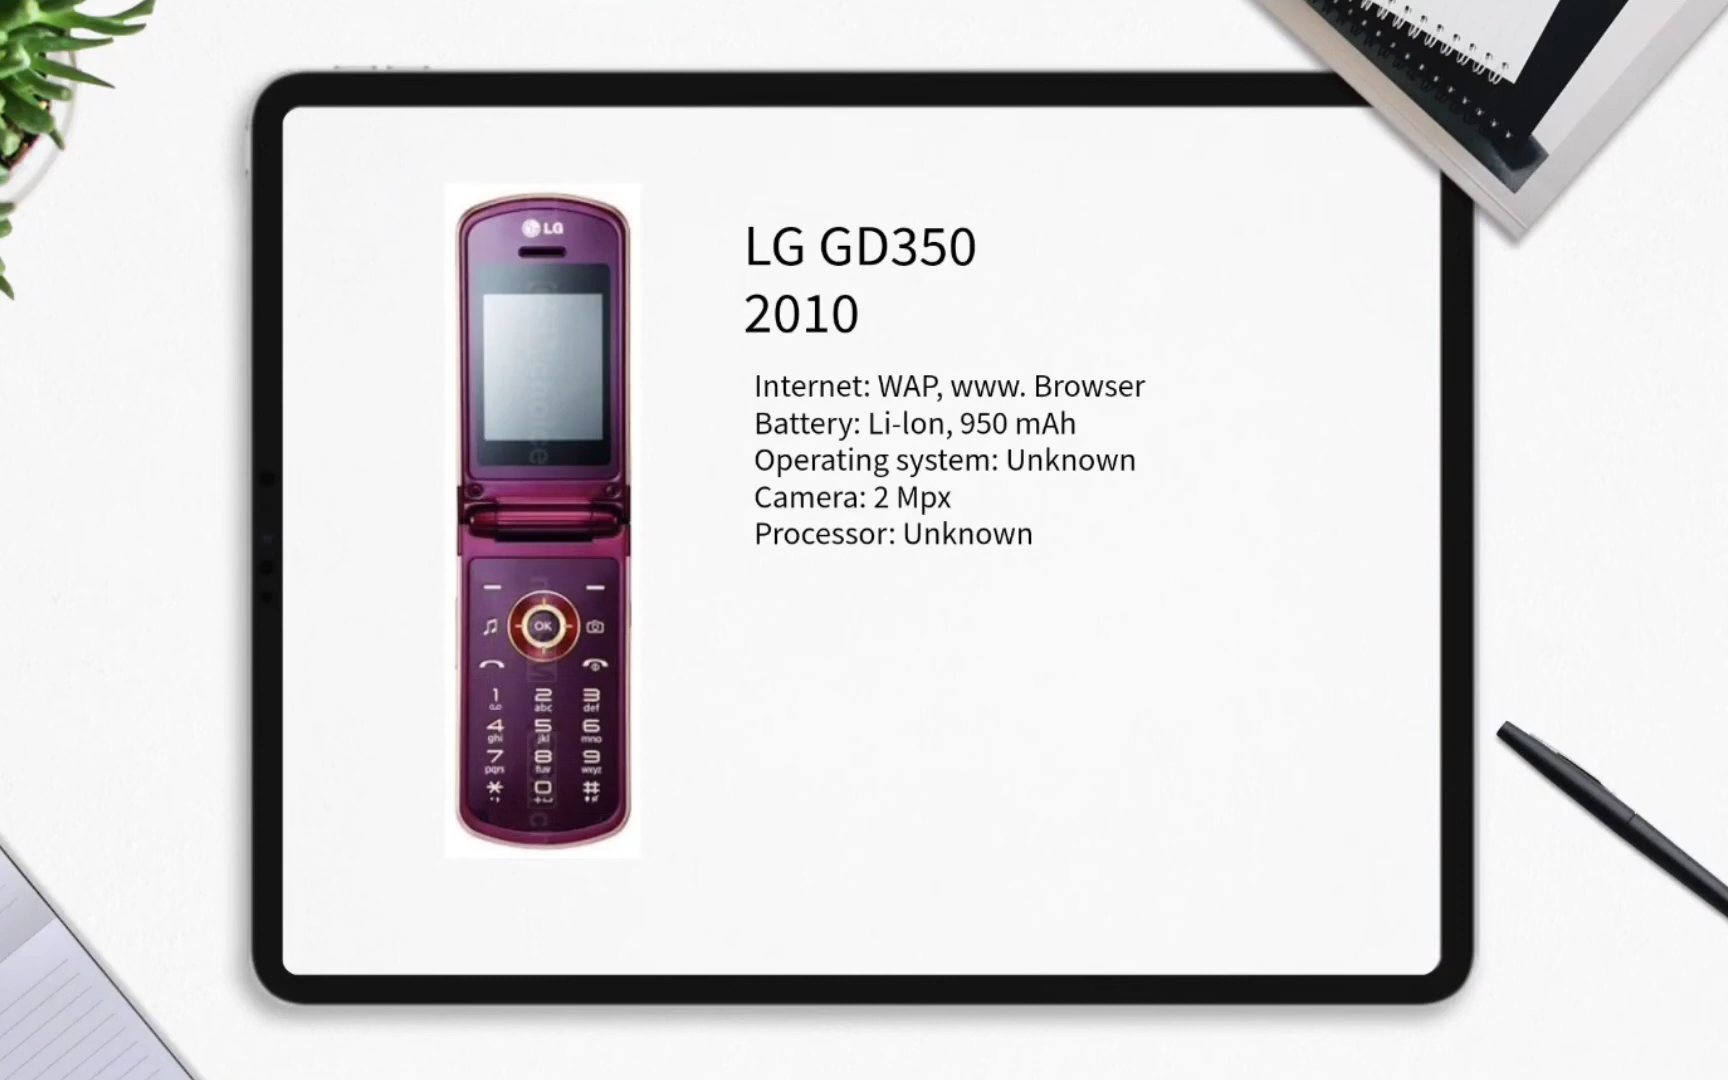 LG
LG GD350
2010
Internet: WAP, www. Browser
Battery: Li-lon, 950 mAh
Operating system: Unknown
Camera: 2 Mpx
Processor: Unknown
OK
1 2 3
abc def
4 5 6
ghi jkl mno
7 8 9
pqrs tuv wxyz
* 0 #